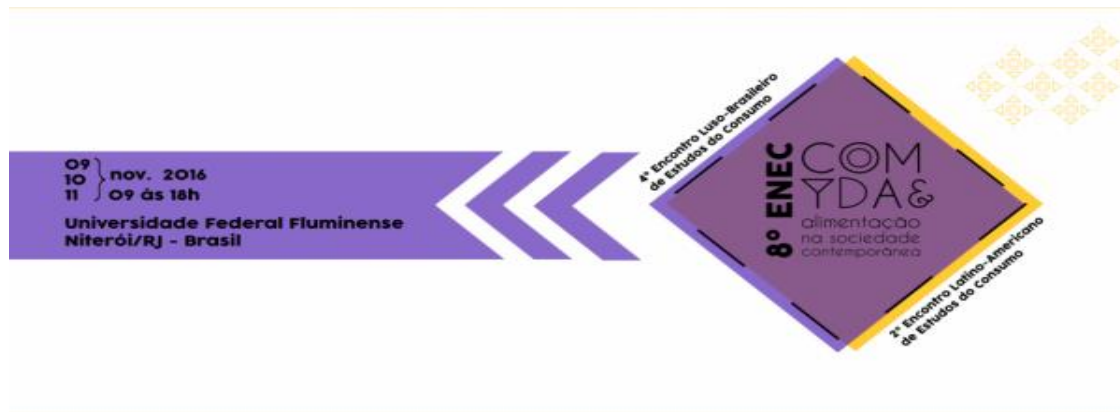 09
10
11
nov. 2016
09 ás 18h
Universidade Federal Fluminense
Niterói/RJ - Brasil
4º Encontro Luso-Brasileiro
de Estudos do Consumo
8º ENEC
COM
YDA&
alimentação
na sociedade
contemporânea
2º Encontro Latino-Americano
de Estudos do Consumo